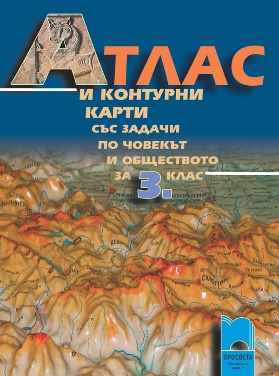 АТЛАС
И КОНТУРНИ
КАРТИ
СЪС ЗАДАЧИ
ПО ЧОВЕКЪТ
И ОБЩЕСТВОТО
ЗА 3. КЛАС
ПРОСВЕТА